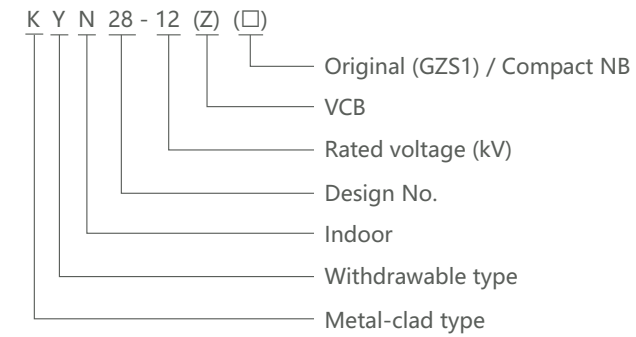 K Y N 28 - 12 (Z) (□)
Original (GZS1) / Compact NB
VCB
Rated voltage (kV)
Design No.
Indoor
Withdrawable type
Metal-clad type